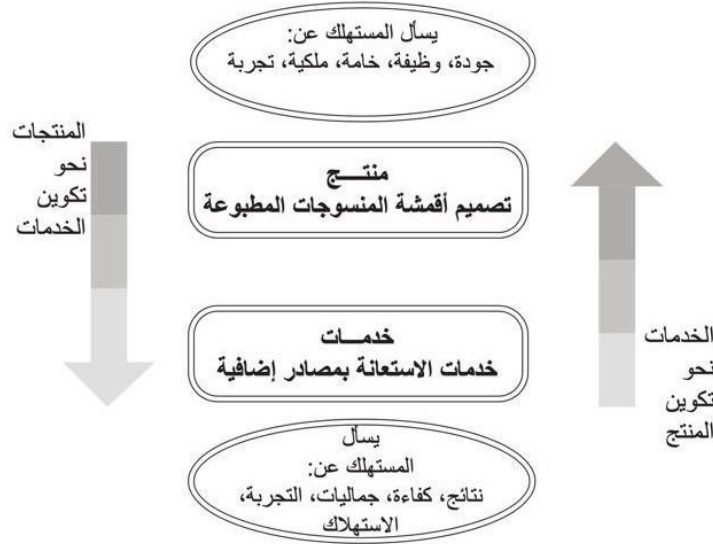 يسأل المستهلك عن:
جودة، وظيفة، خامة، ملكية، تجربة
المنتجات
نحو
تكوين
الخدمات
منتـــج
تصميم أقمشة المنسوجات المطبوعة
خدمـــات
خدمات الاستعانة بمصادر إضافية
الخدمات
نحو
تكوين
المنتج
يسأل
المستهلك عن:
نتائج، كفاءة، جماليات، التجربة،
الاستهلاك